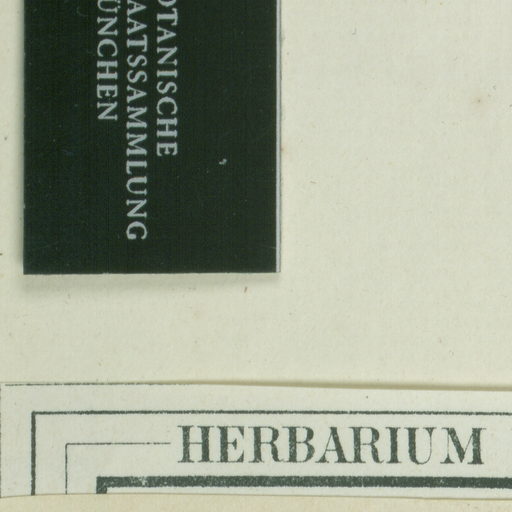 OTANISCHE
AATSSAMMLUNG
ÜNCHEN
HERBARIUM